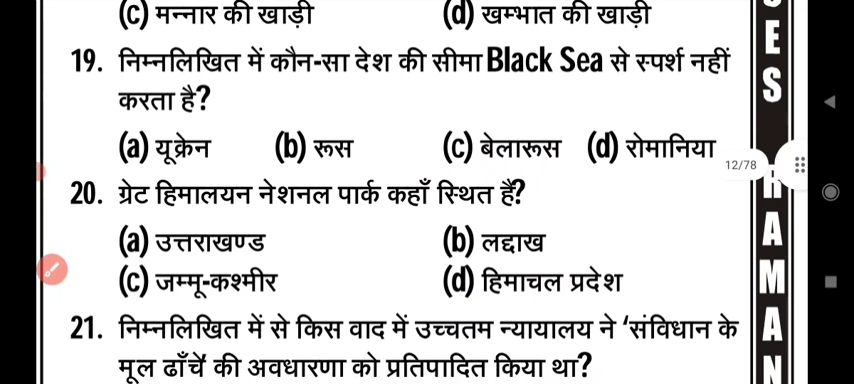 (c) मन्नार की खाड़ी (d) खम्भात की खाड़ी
19. निम्नलिखित में कौन-सा देश की सीमा Black Sea से स्पर्श नहीं
करता है?
(a) यूक्रेन (b) रूस (c) बेलारूस (d) रोमानिया
12/78
20. ग्रेट हिमालयन नेशनल पार्क कहाँ स्थित है?
(a) उत्तराखण्ड (b) लद्दाख
(c) जम्मू-कश्मीर (d) हिमाचल प्रदेश
21. निम्नलिखित में से किस वाद में उच्चतम न्यायालय ने ‘संविधान के
मूल ढाँचे’ की अवधारणा को प्रतिपादित किया था?
E
S
R
A
M
A
N